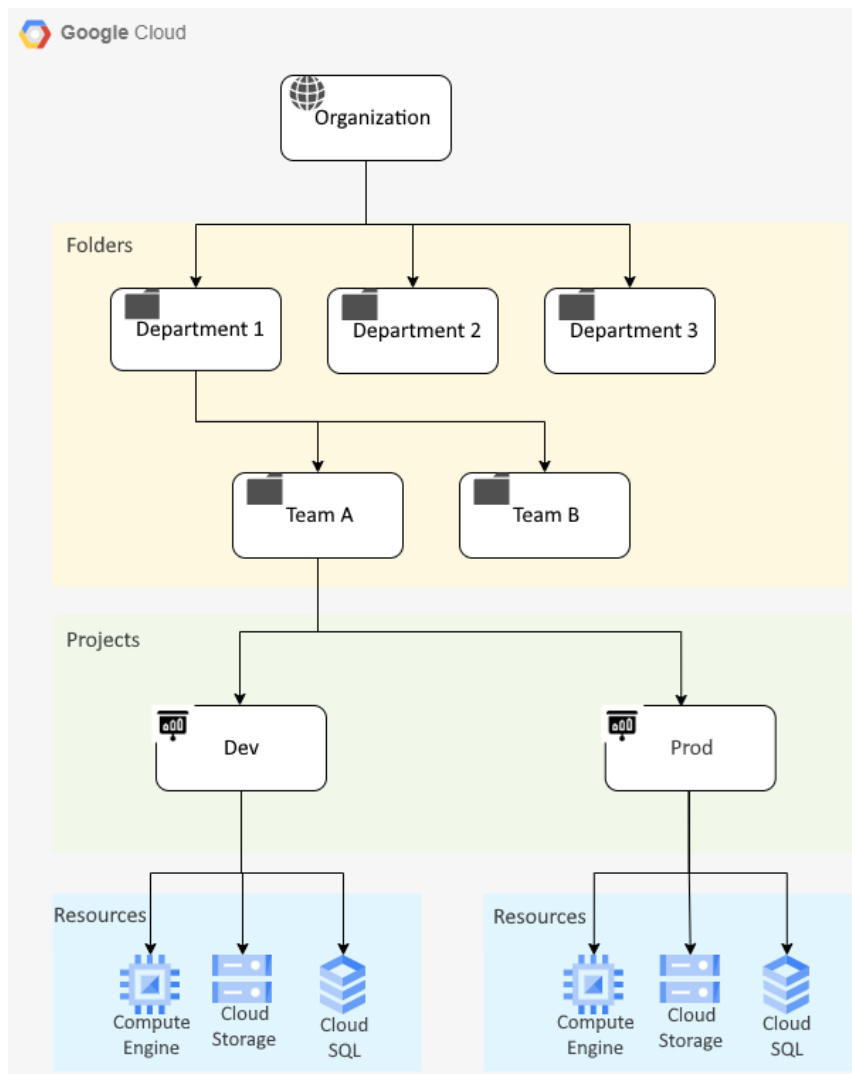 Google Cloud
Organization
Folders
Department 1
Department 2
Department 3
Team A
Team B
Projects
Dev
Prod
Resources
Compute
Engine
Cloud
Storage
Cloud
SQL
Resources
Compute
Engine
Cloud
Storage
Cloud
SQL